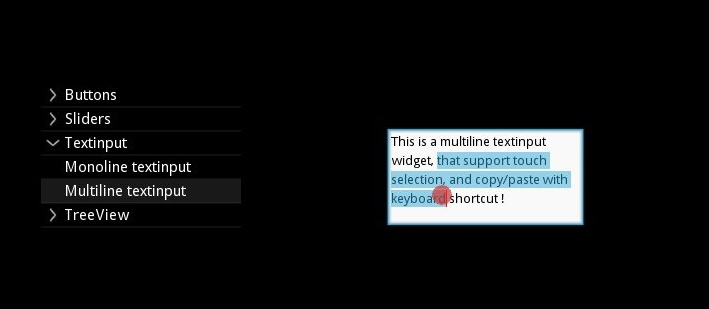 Buttons
Sliders
Textinput
Monoline textinput
Multiline textinput
TreeView
This is a multiline textinput
widget, that support touch
selection, and copy/paste with
keyboard shortcut !